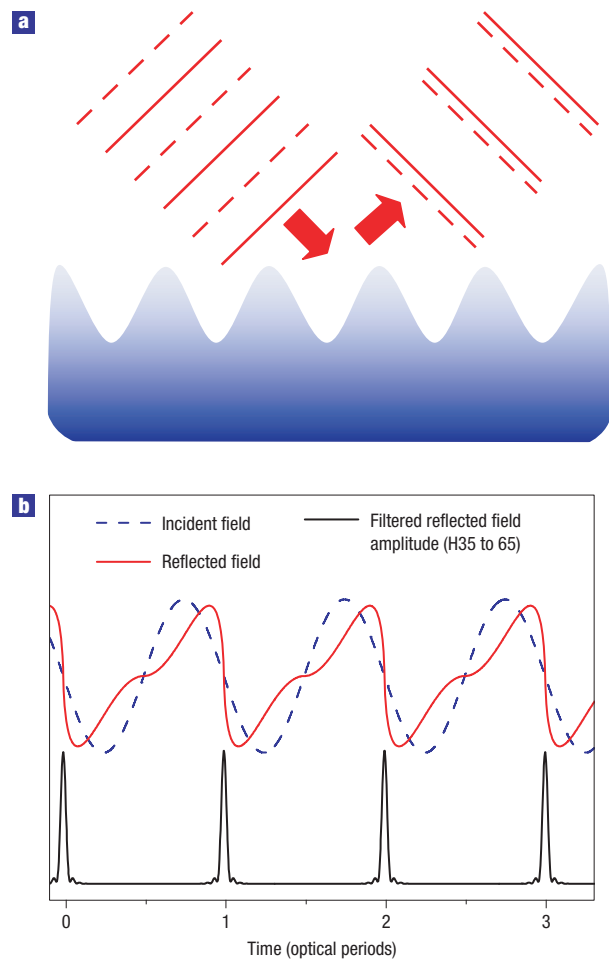 a
b
Incident field
Reflected field
Filtered reflected field
amplitude (H35 to 65)
0
1
2
3
Time (optical periods)